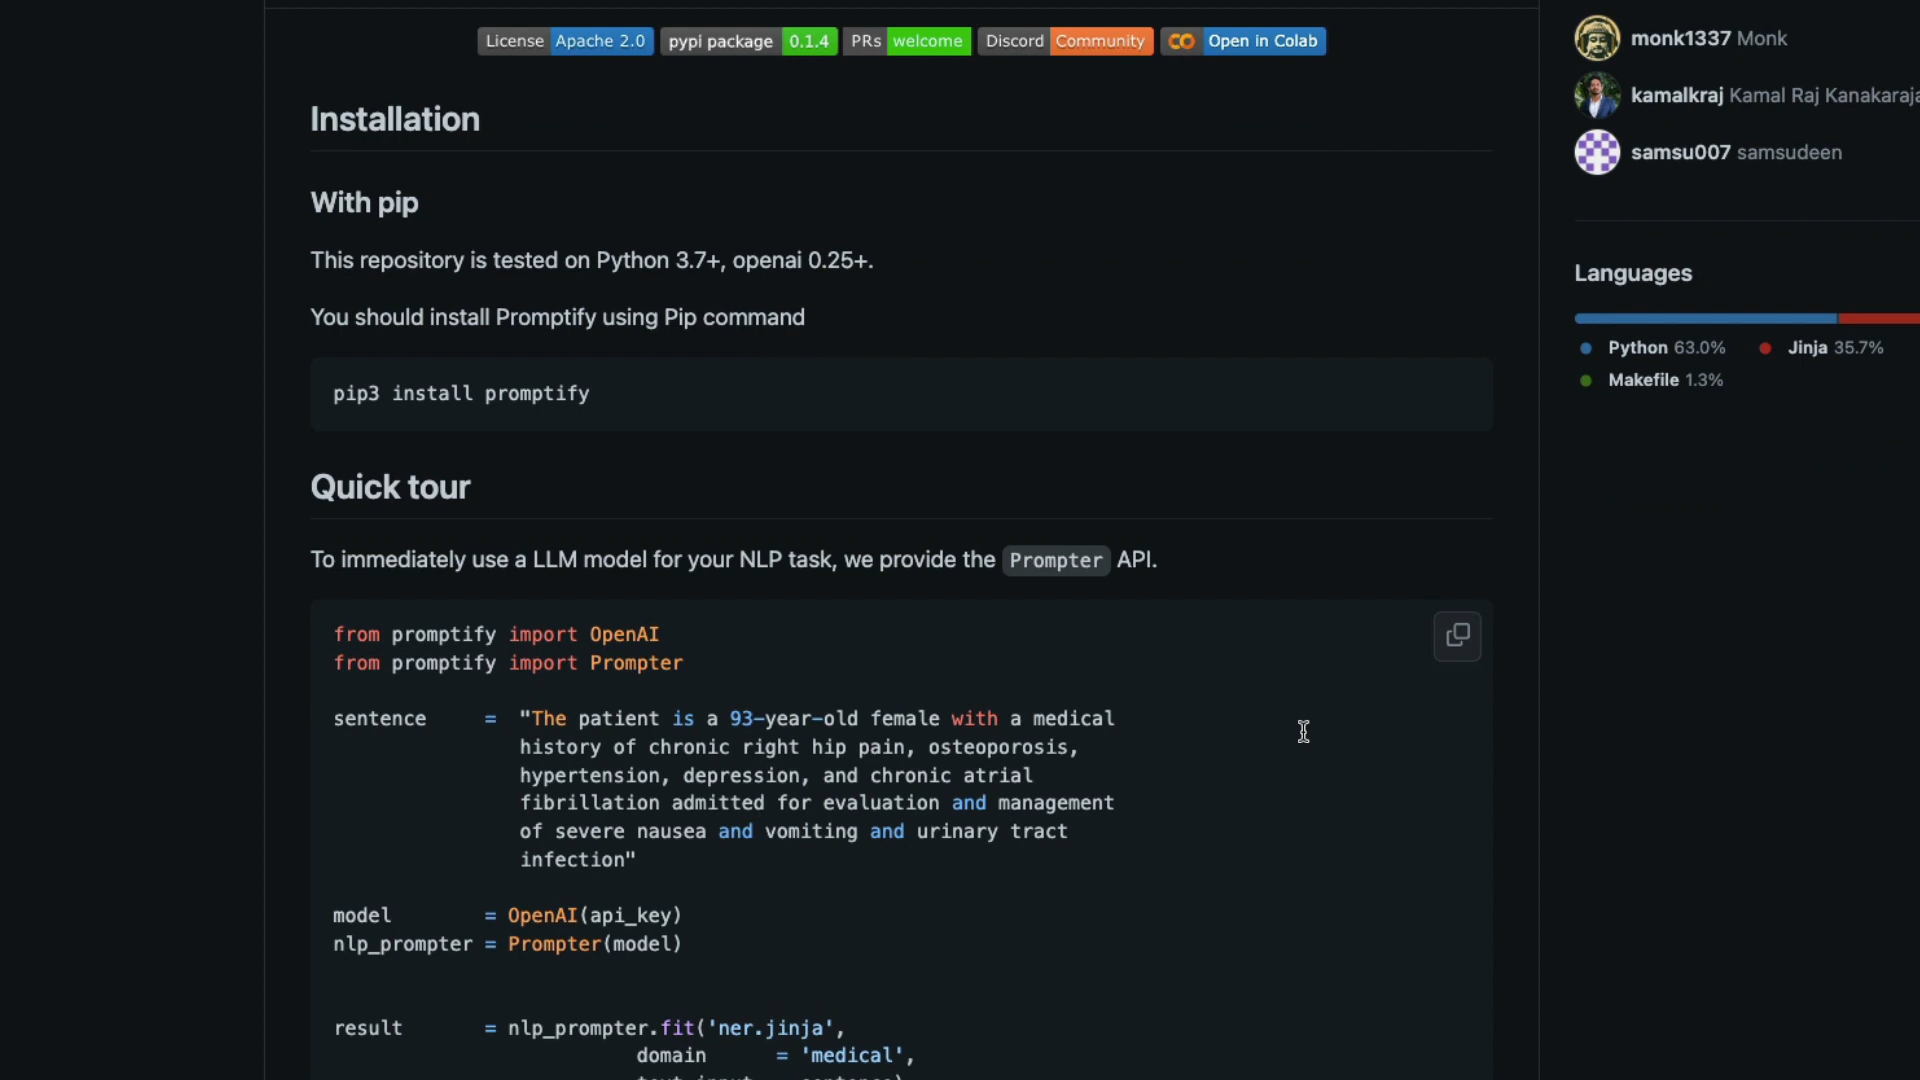 License Apache 2.0 pypi package 0.1.4 PRs welcome Discord Community Open in Colab
Installation
With pip
This repository is tested on Python 3.7+, openai 0.25+.
You should install Promptify using Pip command
pip3 install promptify
Quick tour
To immediately use a LLM model for your NLP task, we provide the Prompter API.
from promptify import OpenAI
from promptify import Prompter
sentence = "The patient is a 93-year-old female with a medical
history of chronic right hip pain, osteoporosis,
hypertension, depression, and chronic atrial
fibrillation admitted for evaluation and management
of severe nausea and vomiting and urinary tract
infection"
model = OpenAI(api_key)
nlp_prompter = Prompter(model)
result = nlp_prompter.fit('ner.jinja',
domain = 'medical',
monk1337 Monk
kamalkraj Kamal Raj Kanakaraja
samsu007 samsudeen
Languages
Python 63.0% Jinja 35.7%
Makefile 1.3%